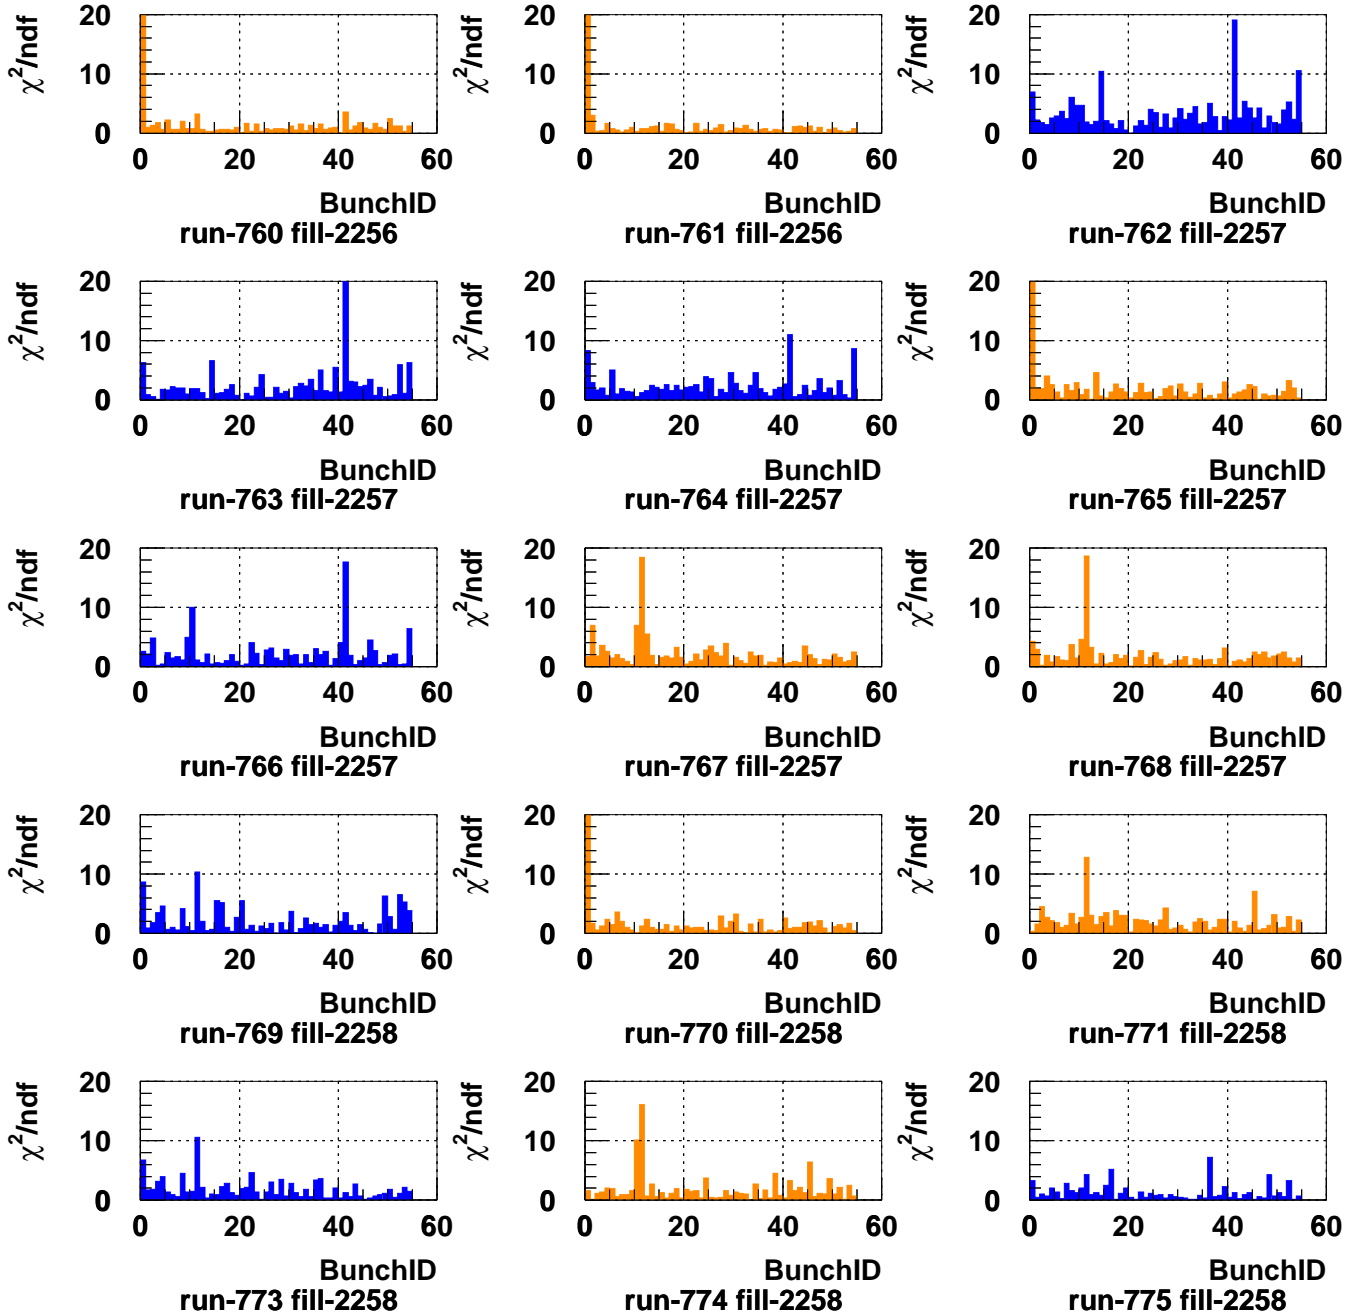 χ²/ndf
20
10
0
0 20 40 60
BunchID
run-760 fill-2256
χ²/ndf
20
10
0
0 20 40 60
BunchID
run-761 fill-2256
χ²/ndf
20
10
0
0 20 40 60
BunchID
run-762 fill-2257
χ²/ndf
20
10
0
0 20 40 60
BunchID
run-763 fill-2257
χ²/ndf
20
10
0
0 20 40 60
BunchID
run-764 fill-2257
χ²/ndf
20
10
0
0 20 40 60
BunchID
run-765 fill-2257
χ²/ndf
20
10
0
0 20 40 60
BunchID
run-766 fill-2257
χ²/ndf
20
10
0
0 20 40 60
BunchID
run-767 fill-2257
χ²/ndf
20
10
0
0 20 40 60
BunchID
run-768 fill-2257
χ²/ndf
20
10
0
0 20 40 60
BunchID
run-769 fill-2258
χ²/ndf
20
10
0
0 20 40 60
BunchID
run-770 fill-2258
χ²/ndf
20
10
0
0 20 40 60
BunchID
run-771 fill-2258
χ²/ndf
20
10
0
0 20 40 60
BunchID
run-773 fill-2258
χ²/ndf
20
10
0
0 20 40 60
BunchID
run-774 fill-2258
χ²/ndf
20
10
0
0 20 40 60
BunchID
run-775 fill-2258